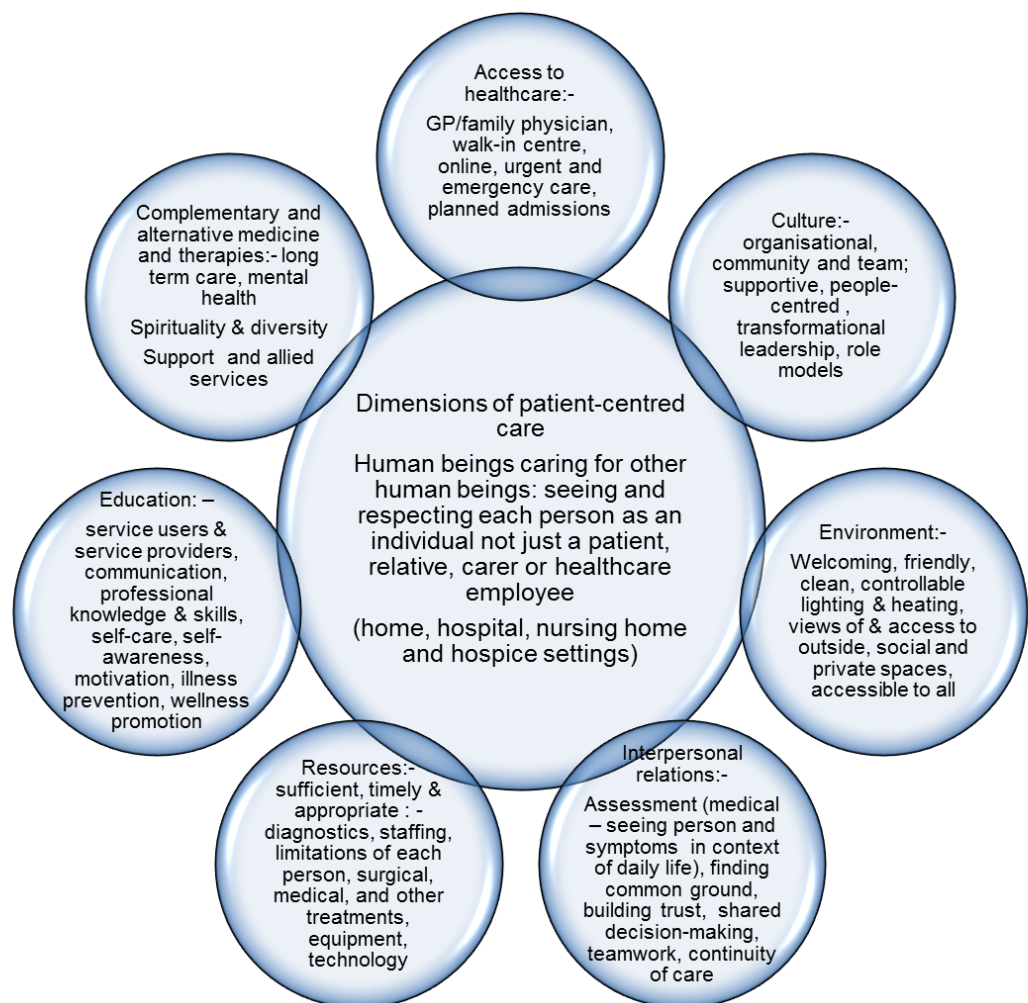 Access to
healthcare:-
GP/family physician,
walk-in centre,
online, urgent and
emergency care,
planned admissions
Culture:-
organisational,
community and team;
supportive, people-
centred ,
transformational
leadership, role
models
Environment:-
Welcoming, friendly,
clean, controllable
lighting & heating,
views of & access to
outside, social and
private spaces,
accessible to all
Interpersonal
relations:-
Assessment (medical
– seeing person and
symptoms in context
of daily life), finding
common ground,
building trust, shared
decision-making,
teamwork, continuity
of care
Resources:-
sufficient, timely &
appropriate : -
diagnostics, staffing,
limitations of each
person, surgical,
medical, and other
treatments,
equipment,
technology
Education: –
service users &
service providers,
communication,
professional
knowledge & skills,
self-care, self-
awareness,
motivation, illness
prevention, wellness
promotion
Complementary and
alternative medicine
and therapies:- long
term care, mental
health
Spirituality & diversity
Support and allied
services
Dimensions of patient-centred
care
Human beings caring for other
human beings: seeing and
respecting each person as an
individual not just a patient,
relative, carer or healthcare
employee
(home, hospital, nursing home
and hospice settings)